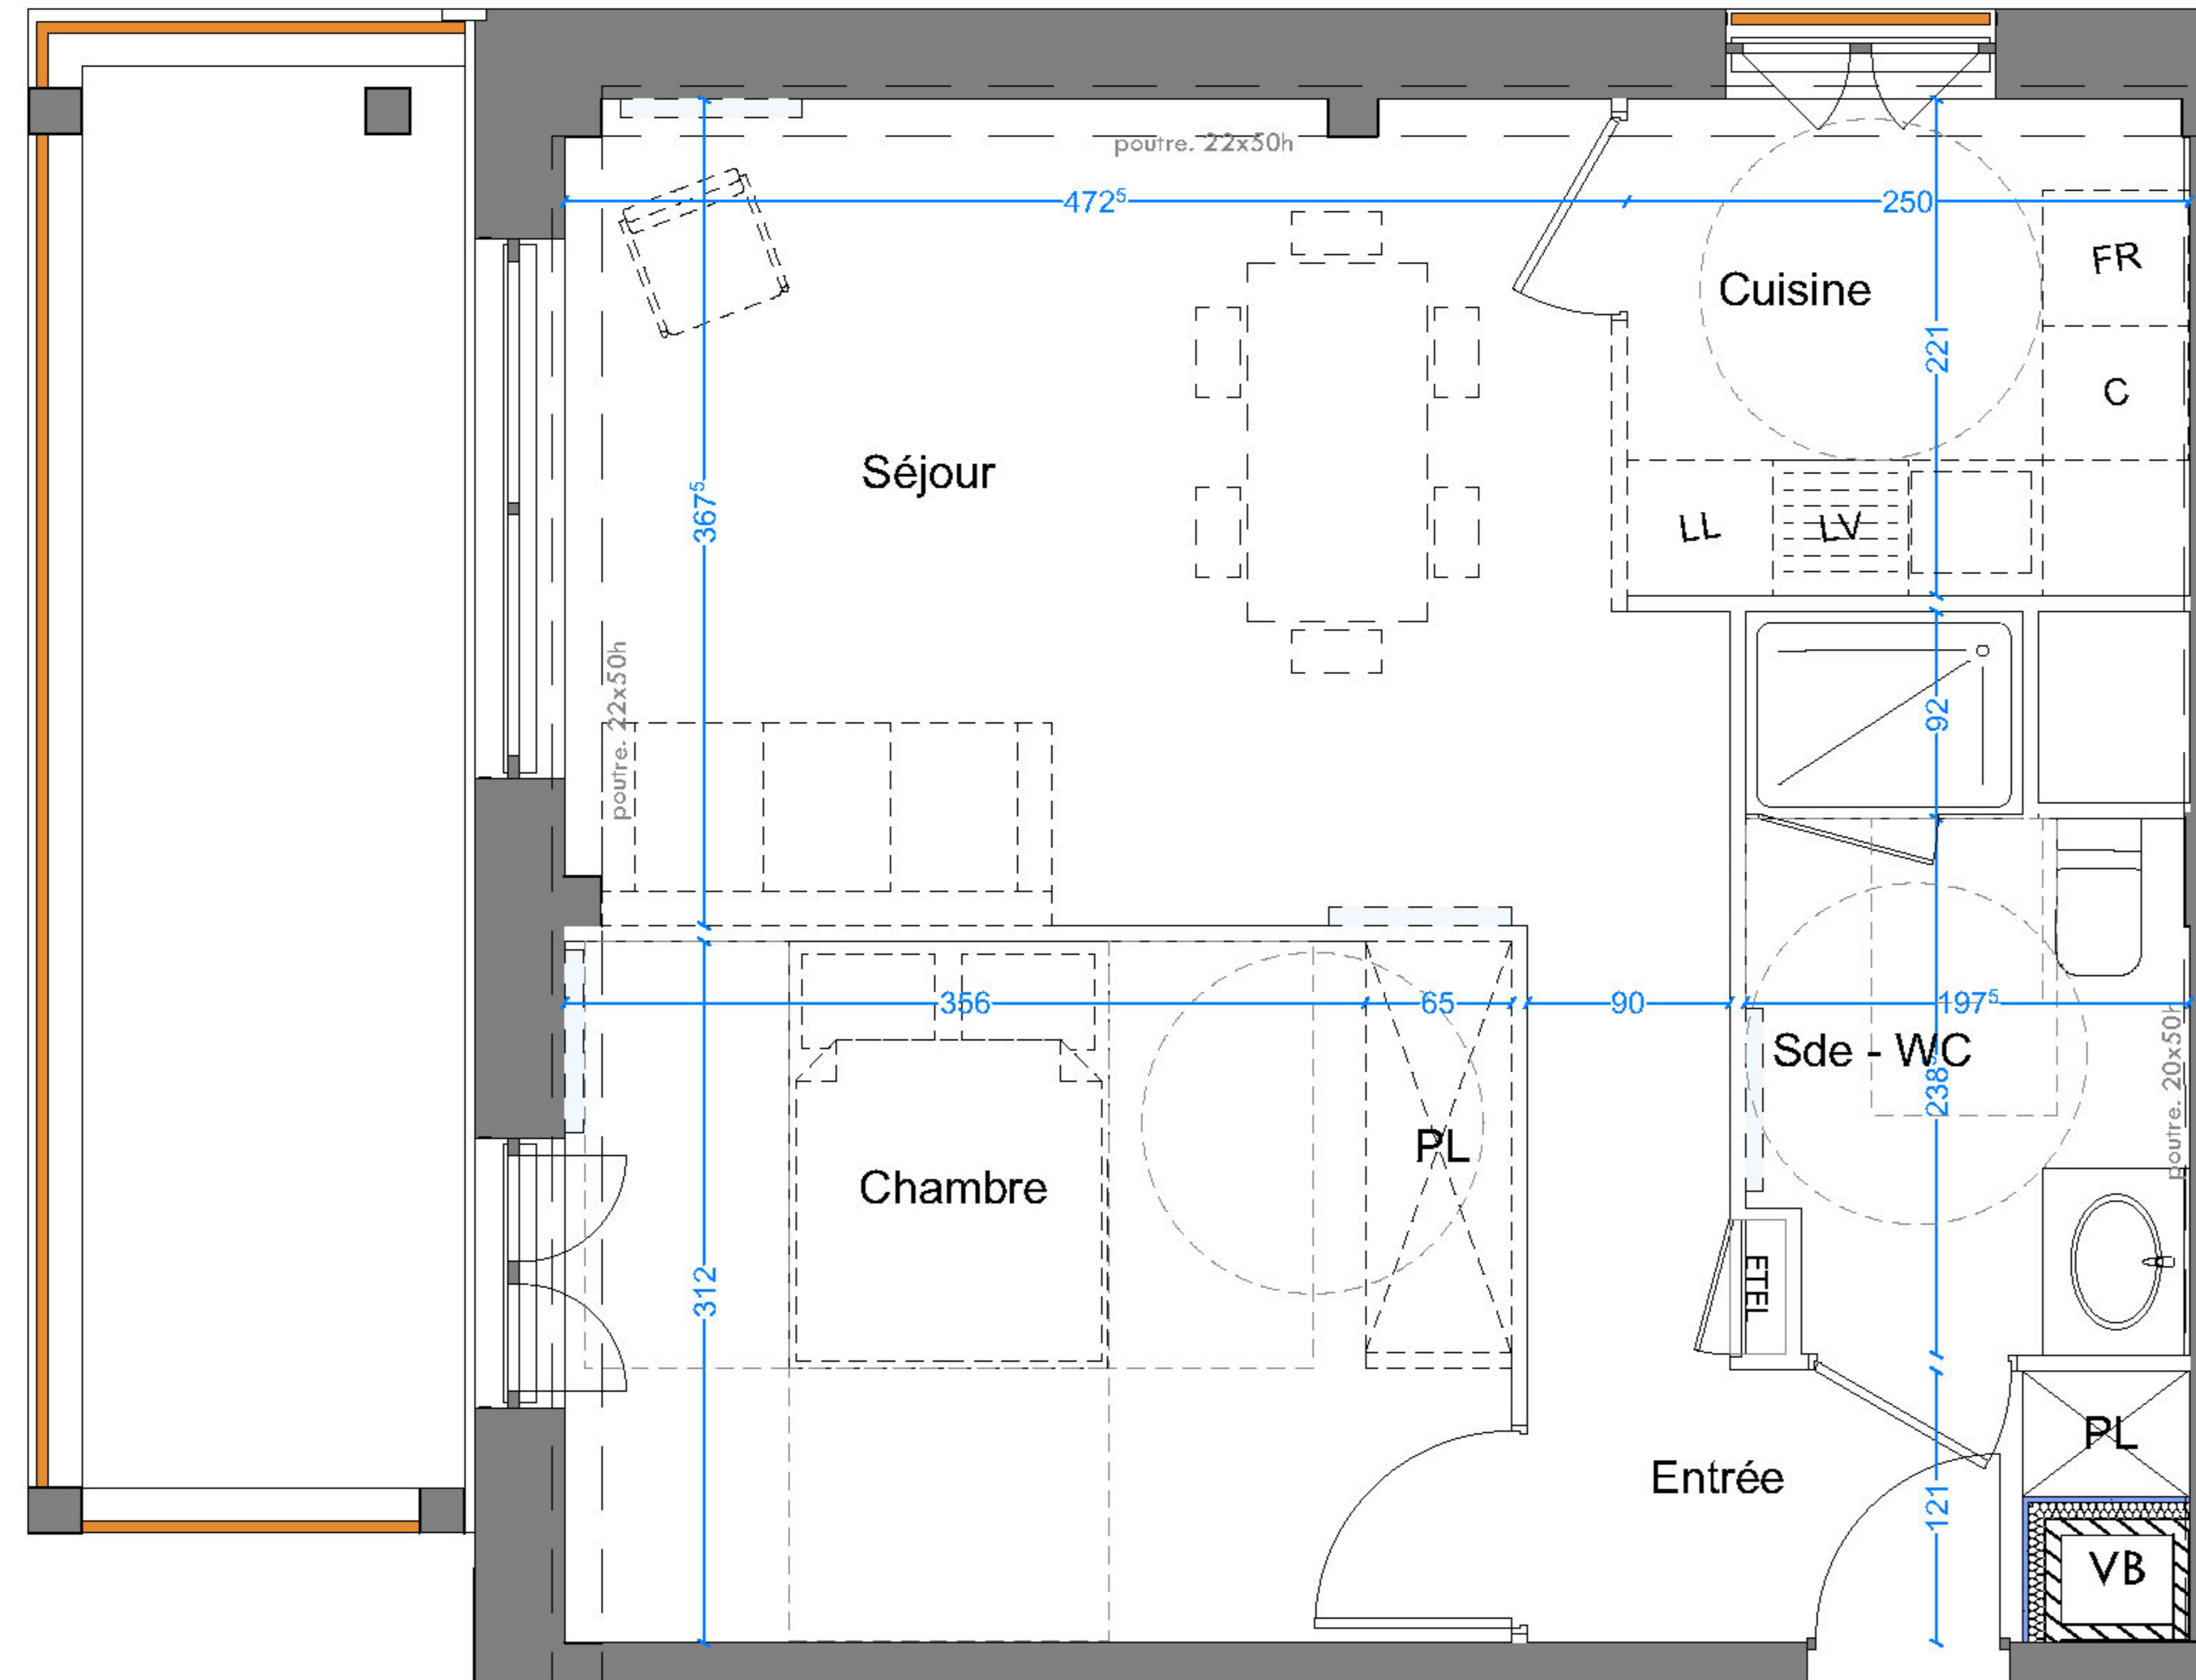 poutre. 22x50h
472⁵
250
FR
Cuisine
221
C
Séjour
367⁵
LL
LV
poutre. 22x50h
92
356
65
90
197⁵
Sde - WC
238⁵
poutre. 20x50h
PL
Chambre
312
ETEL
PL
Entrée
121
VB